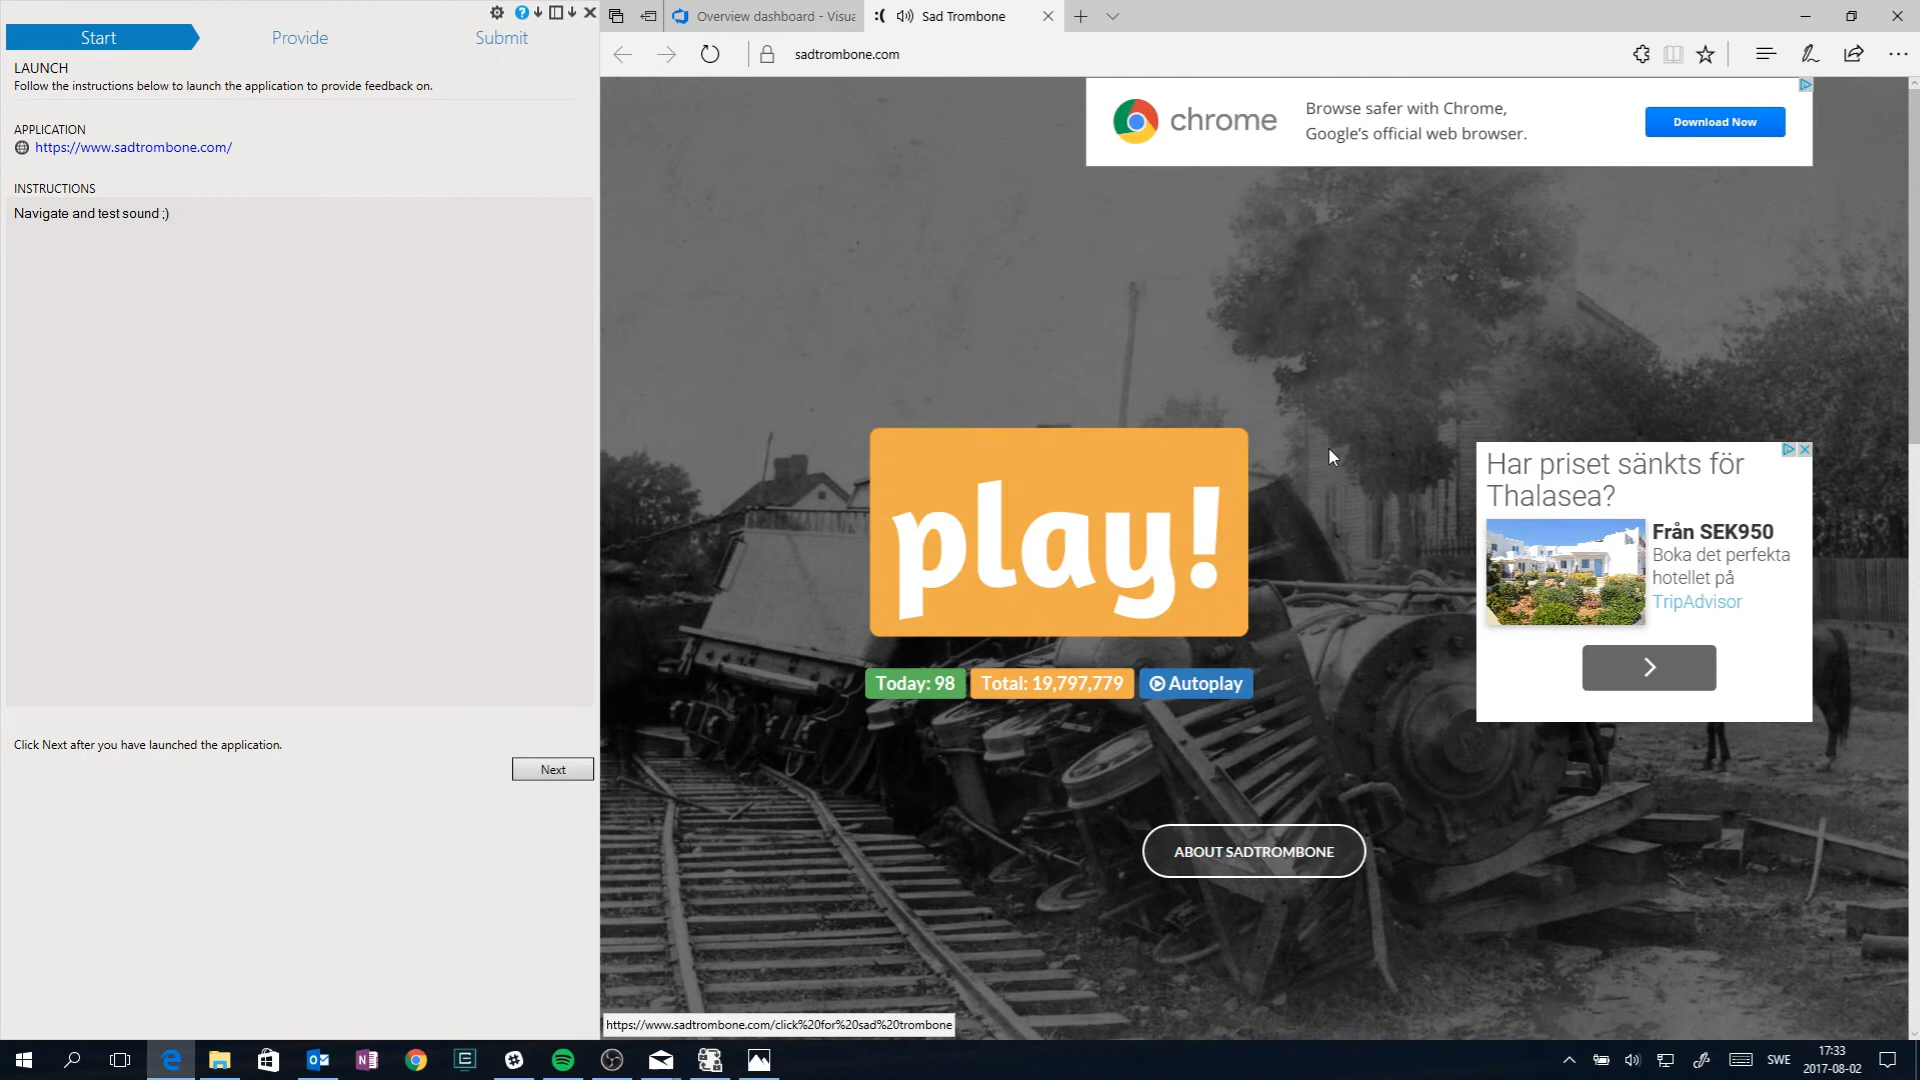 Start
Provide
Submit
LAUNCH
Follow the instructions below to launch the application to provide feedback on.
APPLICATION
https://www.sadtrombone.com/
INSTRUCTIONS
Navigate and test sound :)
Click Next after you have launched the application.
Next
Overview dashboard - Visua
Sad Trombone
sadtrombone.com
chrome
Browse safer with Chrome,
Google's official web browser.
Download Now
play!
Today: 98
Total: 19,797,779
Autoplay
Har priset sänkts för
Thalasea?
Från SEK950
Boka det perfekta
hotellet på
TripAdvisor
ABOUT SADTROMBONE
https://www.sadtrombone.com/click%20for%20sad%20trombone
SWE
17:33
2017-08-02